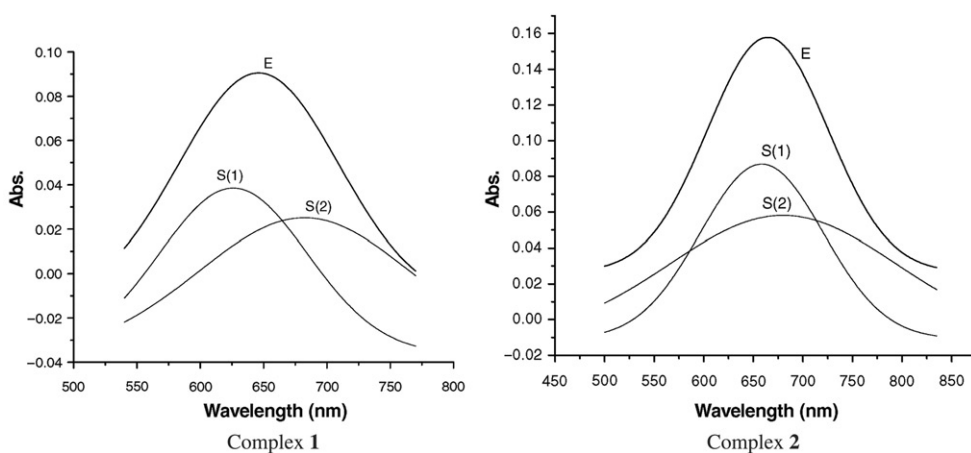 0.10
0.08
0.06
0.04
0.02
0.00
−0.02
−0.04
Abs.
E
S(1)
S(2)
500 550 600 650 700 750 800
Wavelength (nm)
Complex 1
0.16
0.14
0.12
0.10
0.08
0.06
0.04
0.02
0.00
−0.02
Abs.
E
S(1)
S(2)
450 500 550 600 650 700 750 800 850
Wavelength (nm)
Complex 2